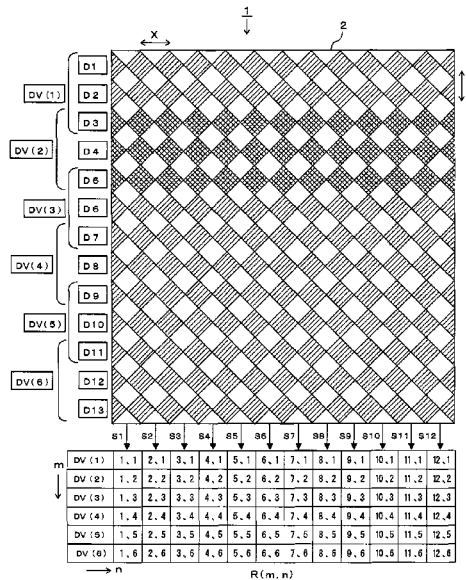 1
X
2
D1
D2
DV(1)
D3
DV(2)
D4
D5
DV(3)
D6
D7
DV(4)
D8
D9
DV(5)
D10
D11
DV(6)
D12
D13
S1 S2 S3 S4 S5 S6 S7 S8 S9 S10 S11 S12
m
DV(1) 1、1 2、1 3、1 4、1 5、1 6、1 7、1 8、1 9、1 10、1 11、1 12、1
DV(2) 1、2 2、2 3、2 4、2 5、2 6、2 7、2 8、2 9、2 10、2 11、2 12、2
DV(3) 1、3 2、3 3、3 4、3 5、3 6、3 7、3 8、3 9、3 10、3 11、3 12、3
DV(4) 1、4 2、4 3、4 4、4 5、4 6、4 7、4 8、4 9、4 10、4 11、4 12、4
DV(5) 1、5 2、5 3、5 4、5 5、5 6、5 7、5 8、5 9、5 10、5 11、5 12、5
DV(6) 1、6 2、6 3、6 4、6 5、6 6、6 7、6 8、6 9、6 10、6 11、6 12、6
n
R(m, n)